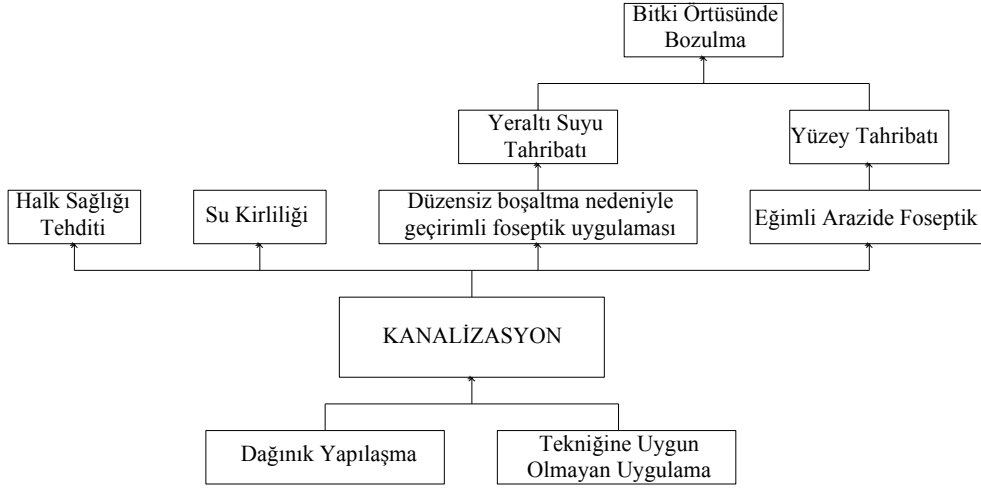 Bitki Örtüsünde
Bozulma
Yeraltı Suyu
Tahribatı
Yüzey Tahribatı
Halk Sağlığı
Tehditi
Su Kirliliği
Düzensiz boşaltma nedeniyle
geçirimli foseptik uygulaması
Eğimli Arazide Foseptik
KANALİZASYON
Dağınık Yapılaşma
Tekniğine Uygun
Olmayan Uygulama